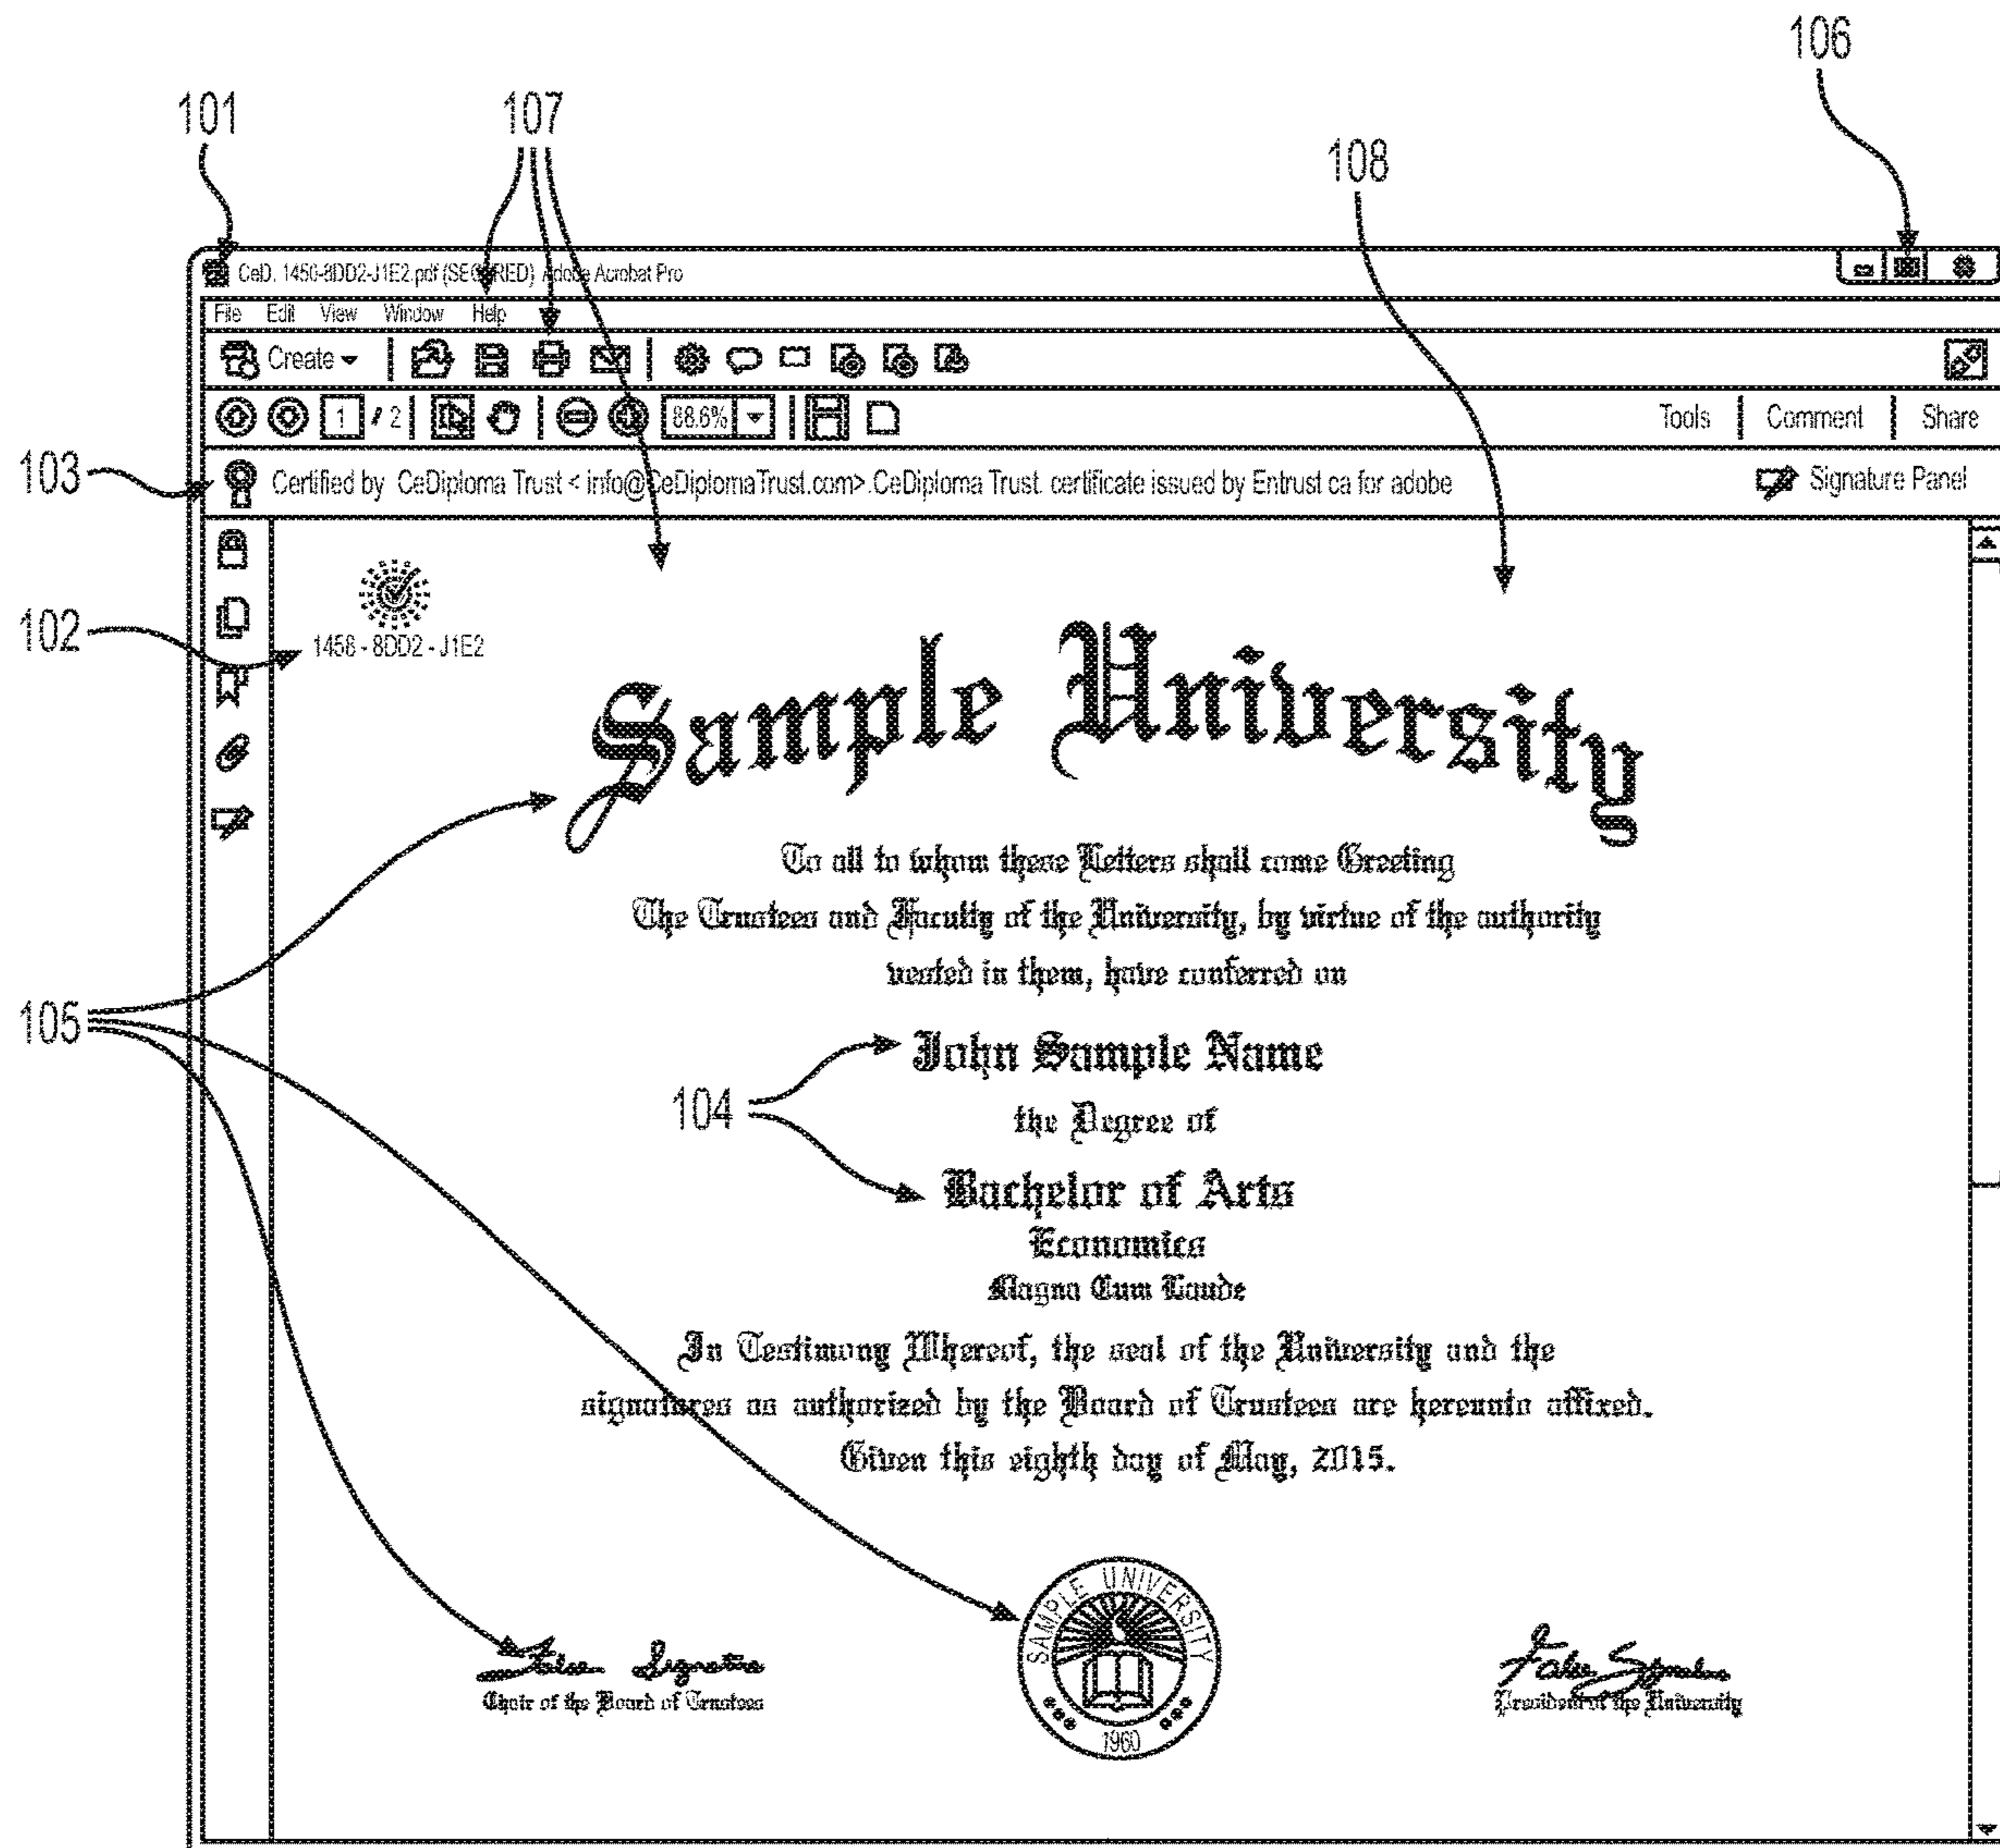 106
101
107
108
CeD. 1450-8DD2-J1E2.pdf (SECURED) Adobe Acrobat Pro
File Edit View Window Help
Create
1 / 2 88.6% Tools Comment Share
103
Certified by CeDiploma Trust < info@CeDiplomaTrust.com>.CeDiploma Trust. certificate issued by Entrust ca for adobe Signature Panel
102
1458 - 8DD2 - J1E2
Sample University
To all to whom these Letters shall come Greeting
The Trustees and Faculty of the University, by virtue of the authority
vested in them, have conferred on
105
John Sample Name
104
the Degree of
Bachelor of Arts
Economics
Magna Cum Laude
In Testimony Whereof, the seal of the University and the
signatures as authorized by the Board of Trustees are hereunto affixed.
Given this eighth day of May, 2015.
SAMPLE UNIVERSITY
1960
False Signature
Chair of the Board of Trustees
President of the University